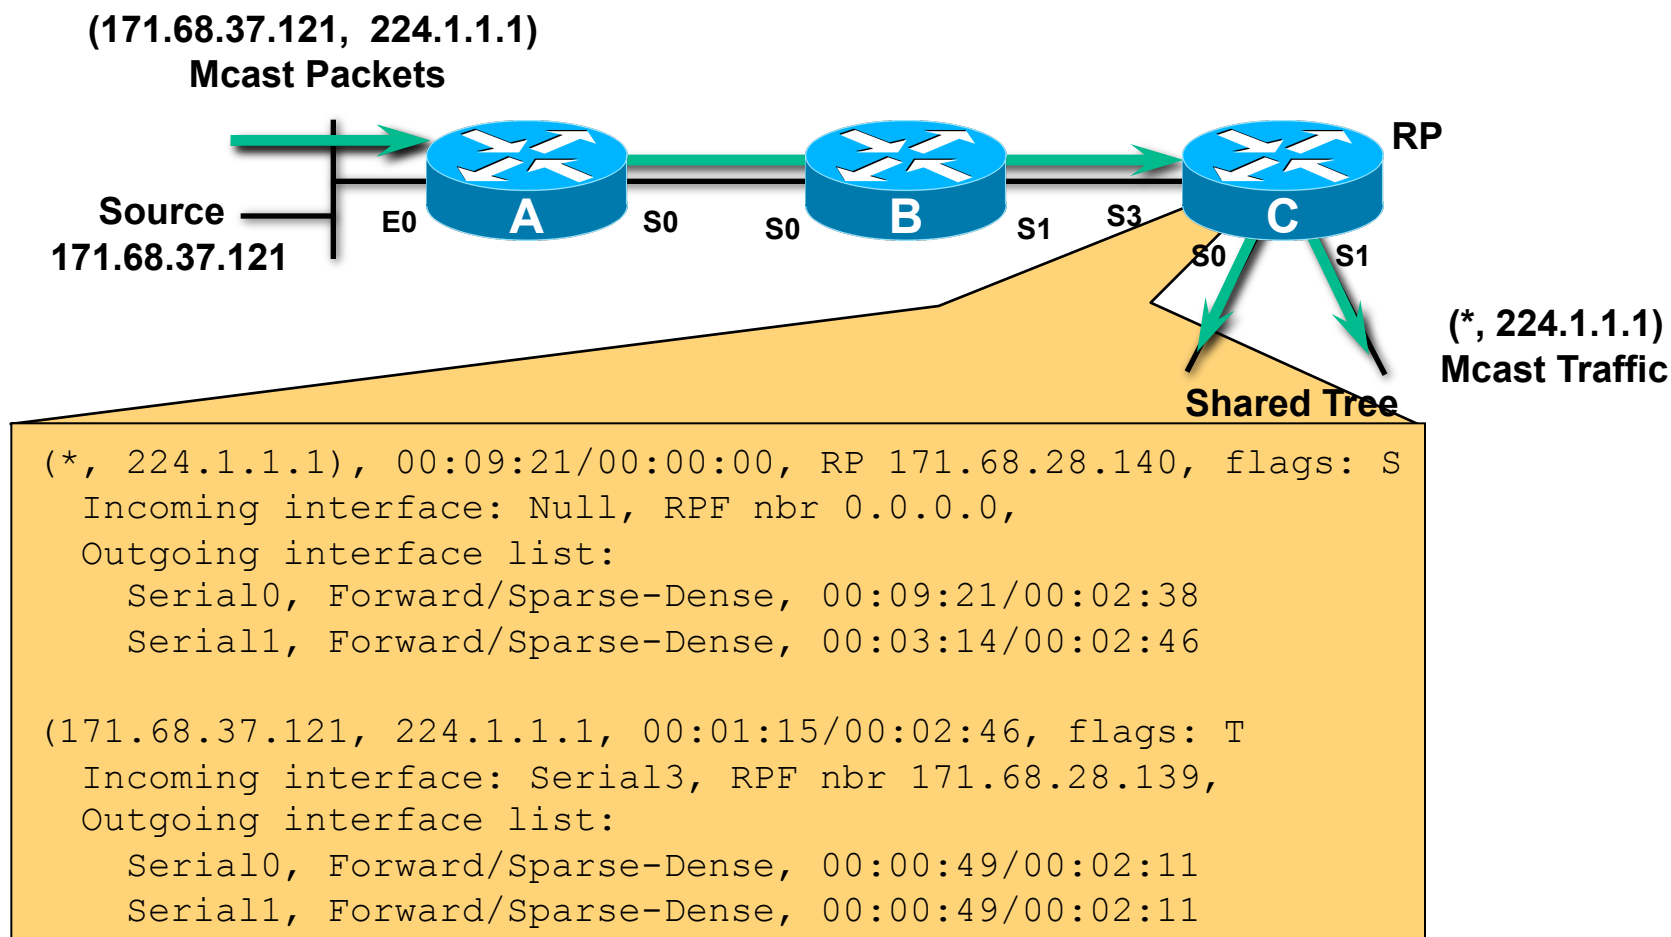 (171.68.37.121,  224.1.1.1)
Mcast Packets
RP
Source
171.68.37.121
E0
A
S0
S0
B
S1
S3
C
S0
S1
(*, 224.1.1.1)
Mcast Traffic
Shared Tree
(*, 224.1.1.1), 00:09:21/00:00:00, RP 171.68.28.140, flags: S
  Incoming interface: Null, RPF nbr 0.0.0.0,
  Outgoing interface list:
    Serial0, Forward/Sparse-Dense, 00:09:21/00:02:38
    Serial1, Forward/Sparse-Dense, 00:03:14/00:02:46
(171.68.37.121, 224.1.1.1, 00:01:15/00:02:46, flags: T
  Incoming interface: Serial3, RPF nbr 171.68.28.139,
  Outgoing interface list:
    Serial0, Forward/Sparse-Dense, 00:00:49/00:02:11
    Serial1, Forward/Sparse-Dense, 00:00:49/00:02:11